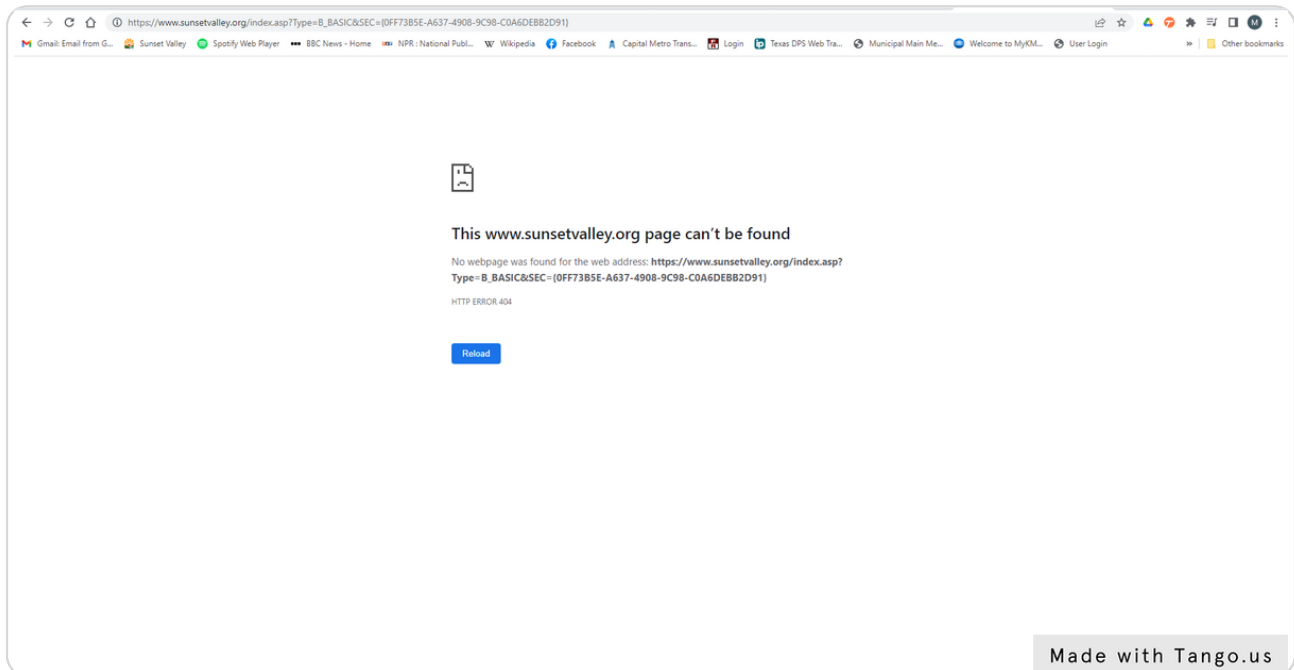 https://www.sunsetvalley.org/index.asp?Type=B_BASIC&SEC={0FF73B5E-A637-4908-9C98-C0A6DEBB2D91}
M
Gmail: Email from G... Sunset Valley Spotify Web Player BBC News - Home NPR : National Publ... W Wikipedia Facebook Capital Metro Trans... Login Texas DPS Web Tra... Municipal Main Me... Welcome to MyKM... User Login » Other bookmarks
This www.sunsetvalley.org page can't be found
No webpage was found for the web address: https://www.sunsetvalley.org/index.asp?
Type=B_BASIC&SEC={0FF73B5E-A637-4908-9C98-C0A6DEBB2D91}
HTTP ERROR 404
Reload
Made with Tango.us